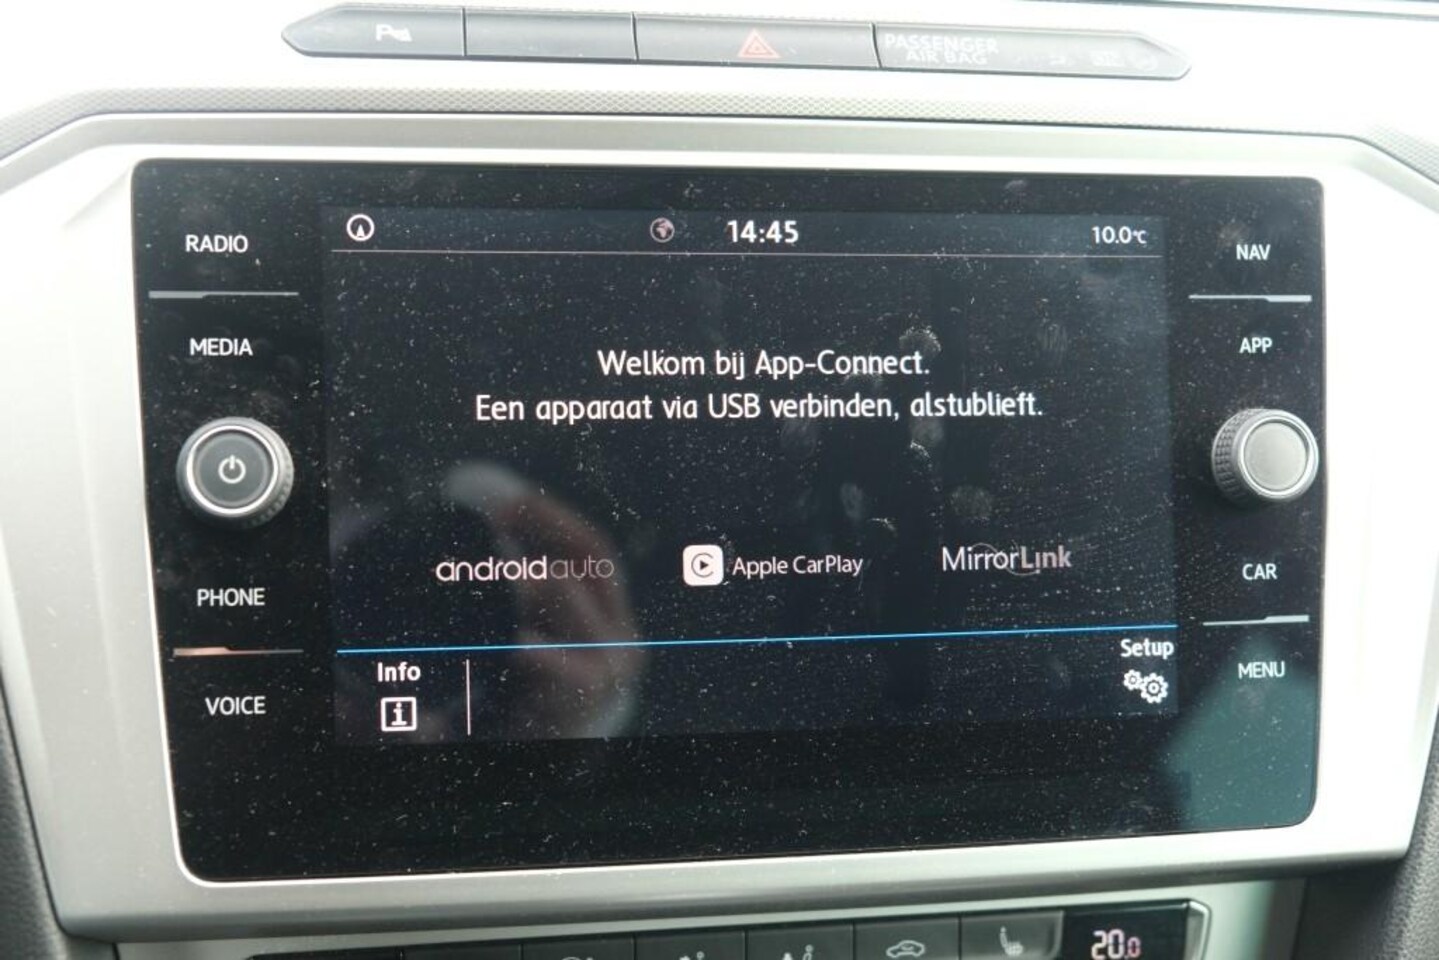 PASSENGER
AIR BAG
RADIO
14:45
10.0°C
NAV
MEDIA
APP
Welkom bij App-Connect.
Een apparaat via USB verbinden, alstublieft.
androidauto
Apple CarPlay
MirrorLink
PHONE
CAR
Info
Setup
VOICE
MENU
20.0